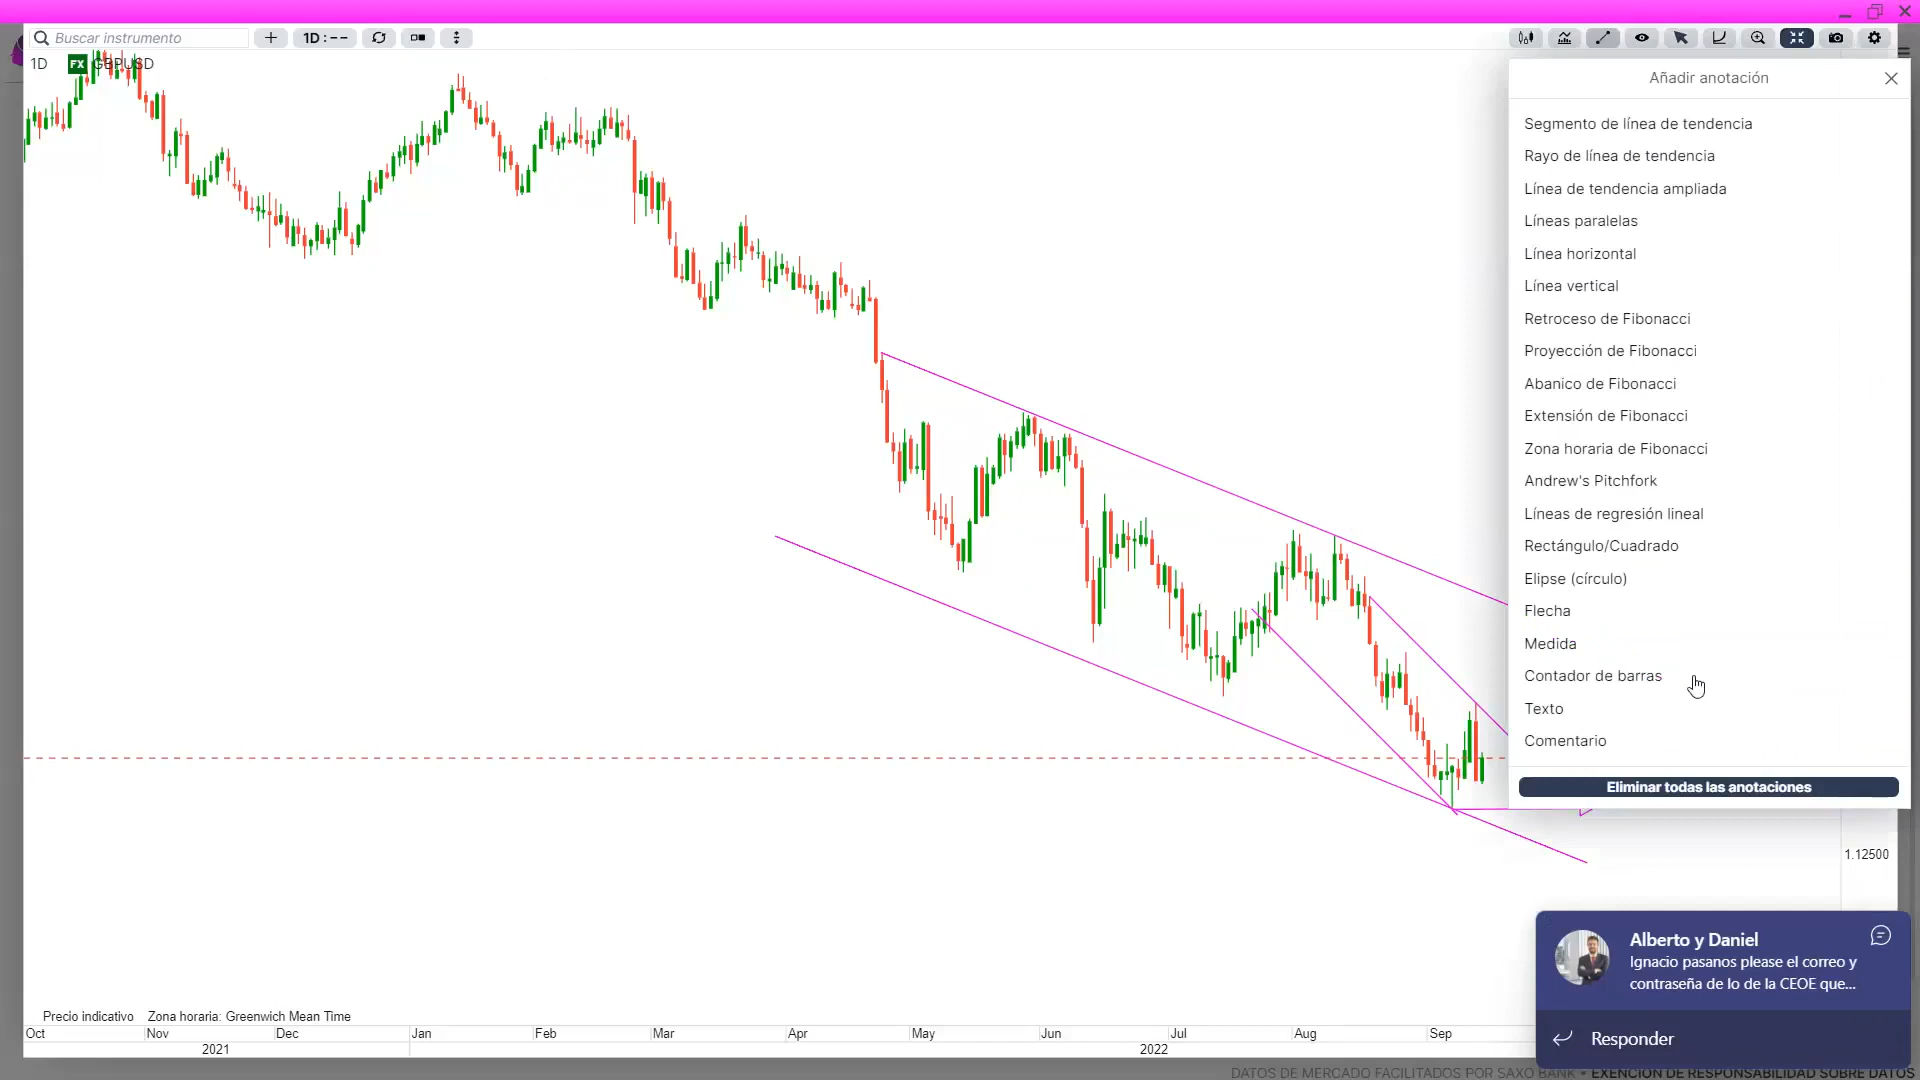 Buscar instrumento
1D : --
1D FX GBPUSD
Añadir anotación
Segmento de línea de tendencia
Rayo de línea de tendencia
Línea de tendencia ampliada
Líneas paralelas
Línea horizontal
Línea vertical
Retroceso de Fibonacci
Proyección de Fibonacci
Abanico de Fibonacci
Extensión de Fibonacci
Zona horaria de Fibonacci
Andrew's Pitchfork
Líneas de regresión lineal
Rectángulo/Cuadrado
Elipse (círculo)
Flecha
Medida
Contador de barras
Texto
Comentario
Eliminar todas las anotaciones
1.12500
Alberto y Daniel
Ignacio pasanos please el correo y
contraseña de lo de la CEOE que...
Responder
Precio indicativo Zona horaria: Greenwich Mean Time
Oct Nov Dec Jan Feb Mar Apr May Jun Jul Aug Sep
2021 2022
DATOS DE MERCADO FACILITADOS POR SAXO BANK • EXENCIÓN DE RESPONSABILIDAD SOBRE DATOS